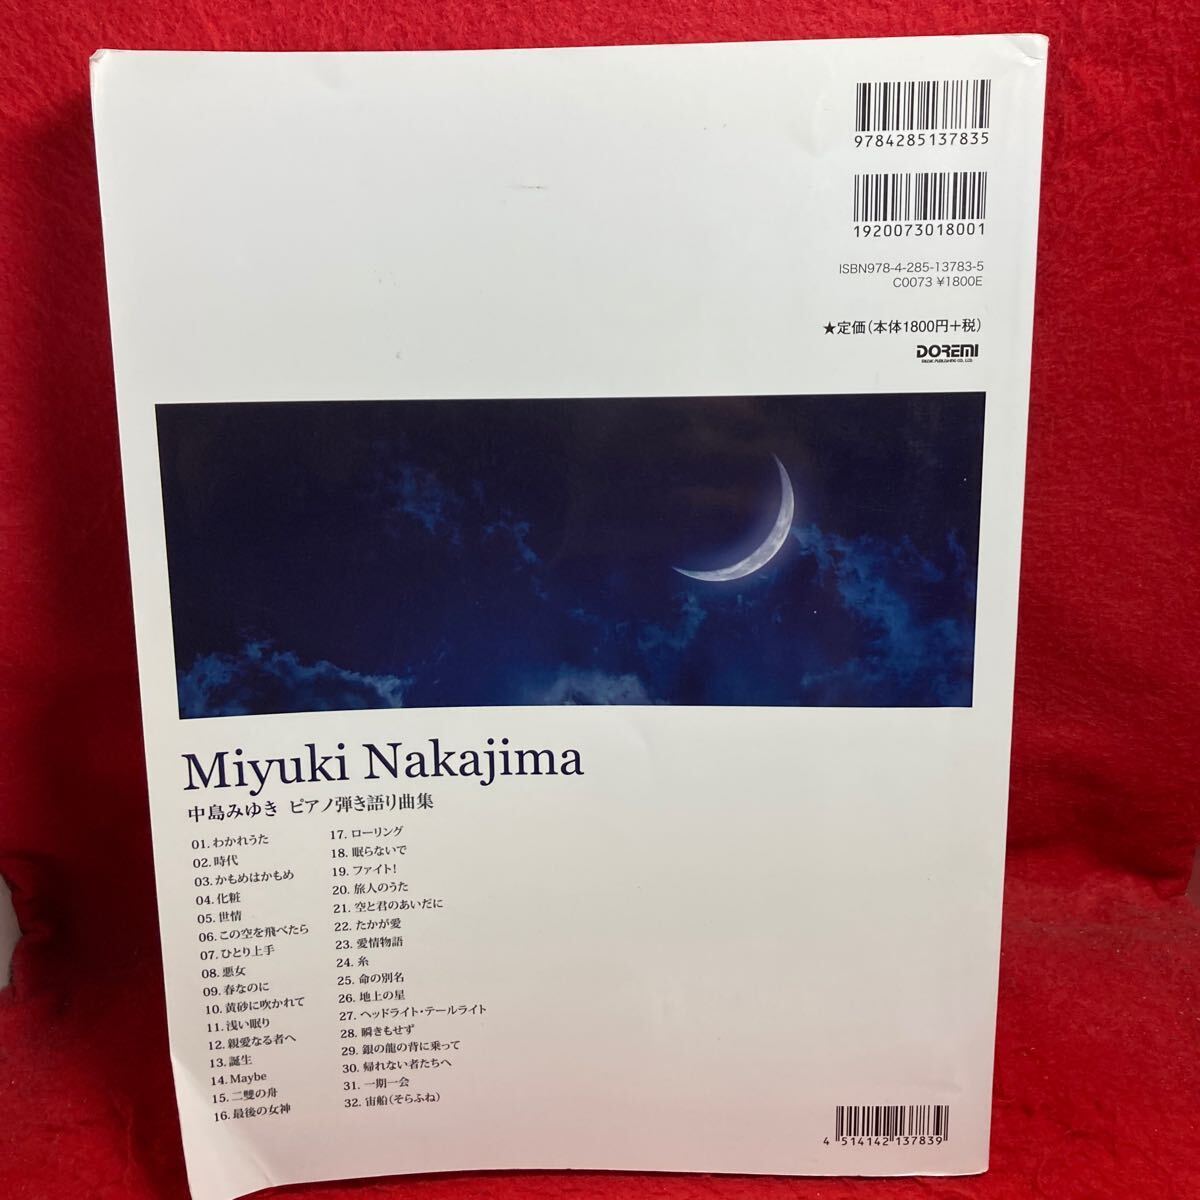 9784285137835
1920073018001
ISBN978-4-285-13783-5
C0073 ¥1800E
★定価(本体1800円+税)
DOREMI
MUSIC PUBLISHING CO., LTD.
Miyuki Nakajima
中島みゆき ピアノ弾き語り曲集
01. わかれうた
02. 時代
03. かもめはかもめ
04. 化粧
05. 世情
06. この空を飛べたら
07. ひとり上手
08. 悪女
09. 春なのに
10. 黄砂に吹かれて
11. 浅い眠り
12. 親愛なる者へ
13. 誕生
14. Maybe
15. 二雙の舟
16. 最後の女神
17. ローリング
18. 眠らないで
19. ファイト!
20. 旅人のうた
21. 空と君のあいだに
22. たかが愛
23. 愛情物語
24. 糸
25. 命の別名
26. 地上の星
27. ヘッドライト・テールライト
28. 瞬きもせず
29. 銀の龍の背に乗って
30. 帰れない者たちへ
31. 一期一会
32. 宙船(そらふね)
4 514142 137839